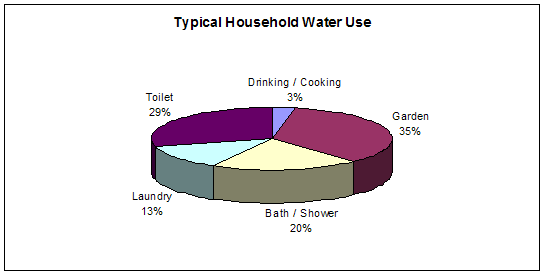 Typical Household Water Use
Drinking / Cooking
3%
Garden
35%
Bath / Shower
20%
Laundry
13%
Toilet
29%